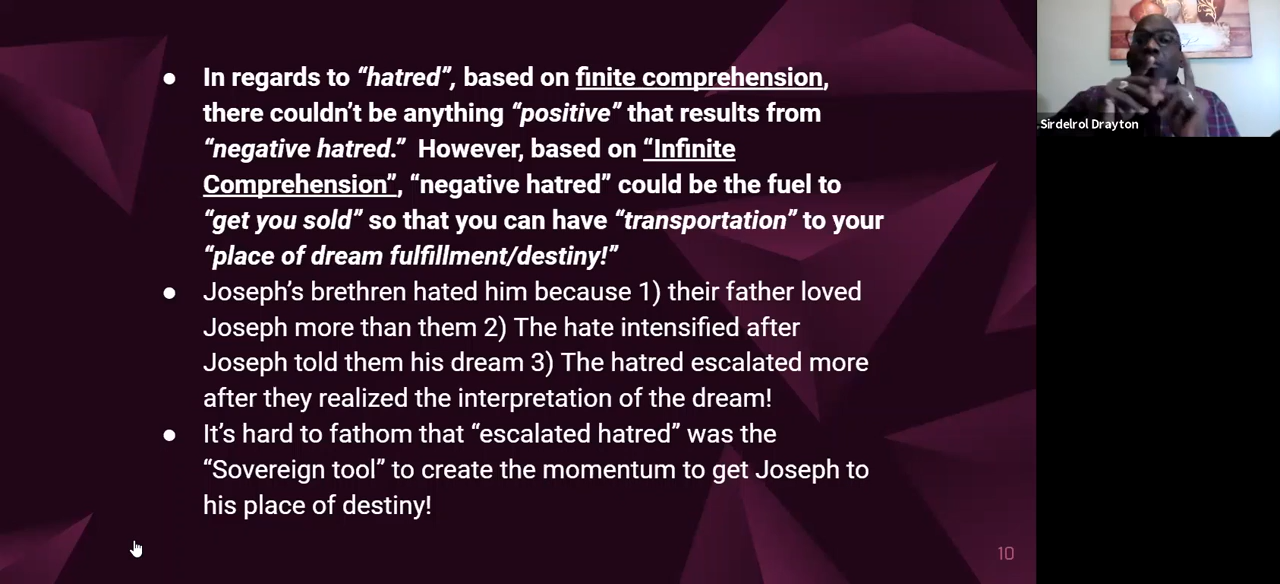 ● In regards to “hatred”, based on finite comprehension,
there couldn’t be anything “positive” that results from
“negative hatred.” However, based on “Infinite
Comprehension”, “negative hatred” could be the fuel to
“get you sold” so that you can have “transportation” to your
“place of dream fulfillment/destiny!”
● Joseph’s brethren hated him because 1) their father loved
Joseph more than them 2) The hate intensified after
Joseph told them his dream 3) The hatred escalated more
after they realized the interpretation of the dream!
● It’s hard to fathom that “escalated hatred” was the
“Sovereign tool” to create the momentum to get Joseph to
his place of destiny!
10
Sirdelrol Drayton